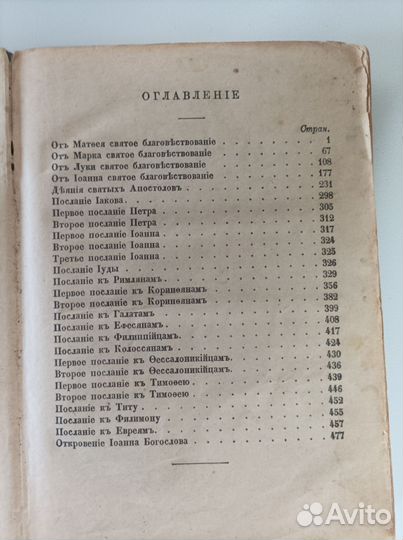 ОГЛАВЛЕНІЕ
Стран.
Отъ Матѳея святое благовѣствованіе 1
Отъ Марка святое благовѣствованіе 67
Отъ Луки святое благовѣствованіе 108
Отъ Іоанна святое благовѣствованіе 177
Дѣянія святыхъ Апостоловъ 231
Посланіе Іакова 298
Первое посланіе Петра 305
Второе посланіе Петра 312
Первое посланіе Іоанна 317
Второе посланіе Іоанна 324
Третье посланіе Іоанна 325
Посланіе Іуды 326
Посланіе къ Римлянамъ 329
Первое посланіе къ Коринѳянамъ 356
Второе посланіе къ Коринѳянамъ 382
Посланіе къ Галатамъ 399
Посланіе къ Ефесянамъ 408
Посланіе къ Филиппійцамъ 417
Посланіе къ Колоссянамъ 424
Первое посланіе къ Ѳессалоникійцамъ. 430
Второе посланіе къ Ѳессалоникійцамъ. 436
Первое посланіе къ Тимоѳею 439
Второе посланіе къ Тимоѳею 446
Посланіе къ Титу 452
Посланіе къ Филимону 455
Посланіе къ Евреямъ 457
Откровеніе Іоанна Богослова 477
Avito